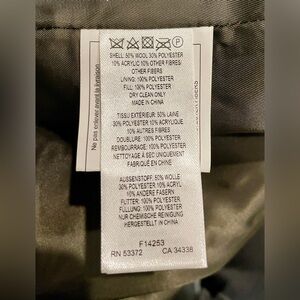 P
SHELL: 50% WOOL 30% POLYESTER
10% ACRYLIC 10% OTHER FIBRES/
OTHER FIBERS
LINING: 100% POLYESTER
FILL: 100% POLYESTER
DRY CLEAN ONLY
MADE IN CHINA
TISSU EXTÉRIEUR: 50% LAINE
30% POLYESTER 10% ACRYLIQUE
10% AUTRES FIBRES
DOUBLURE: 100% POLYESTER
REMBOURRAGE: 100% POLYESTER
NETTOYAGE À SEC UNIQUEMENT
FABRIQUÉ EN CHINE
AUSSENSTOFF: 50% WOLLE
30% POLYESTER 10% ACRYL
10% ANDERE FASERN
FUTTER: 100% POLYESTER
FÜLLUNG: 100% POLYESTER
NUR CHEMISCHE REINIGUNG
HERGESTELLT IN CHINA
F14253
RN 53372 CA 34338
Ne pas enlever avant la livraison